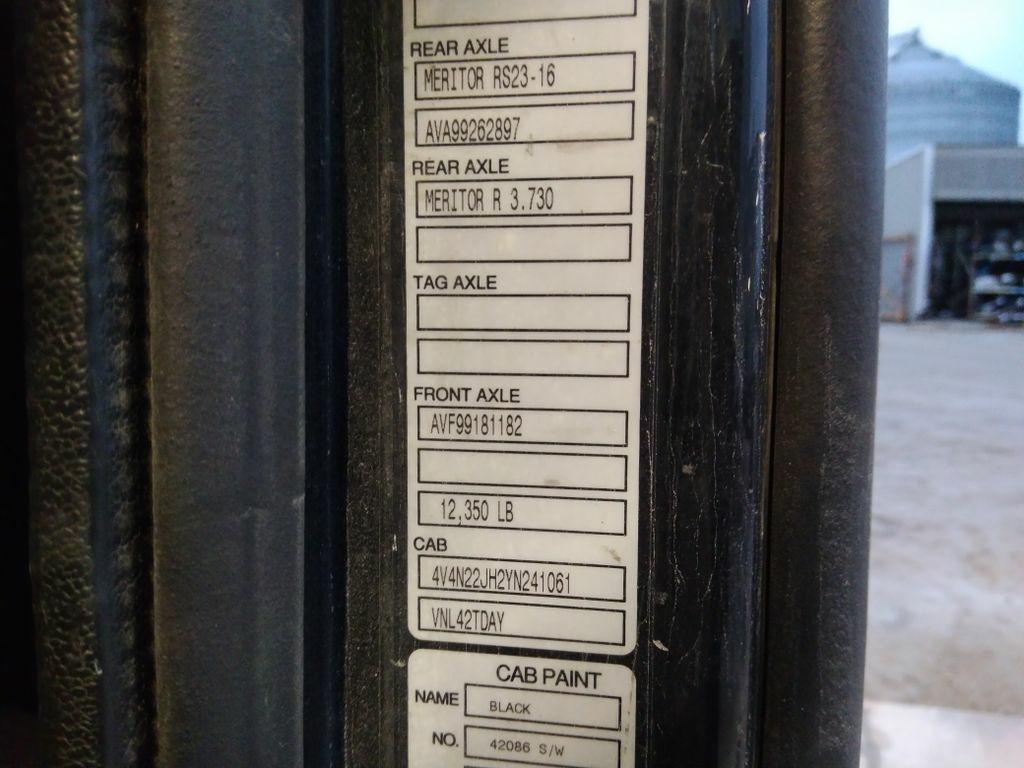 REAR AXLE
MERITOR RS23-16
AVA99262897
REAR AXLE
MERITOR R 3.730
TAG AXLE
FRONT AXLE
AVF99181182
12,350 LB
CAB
4V4N22JH2YN241061
VNL42TDAY
CAB PAINT
NAME BLACK
NO. 42086 S/W